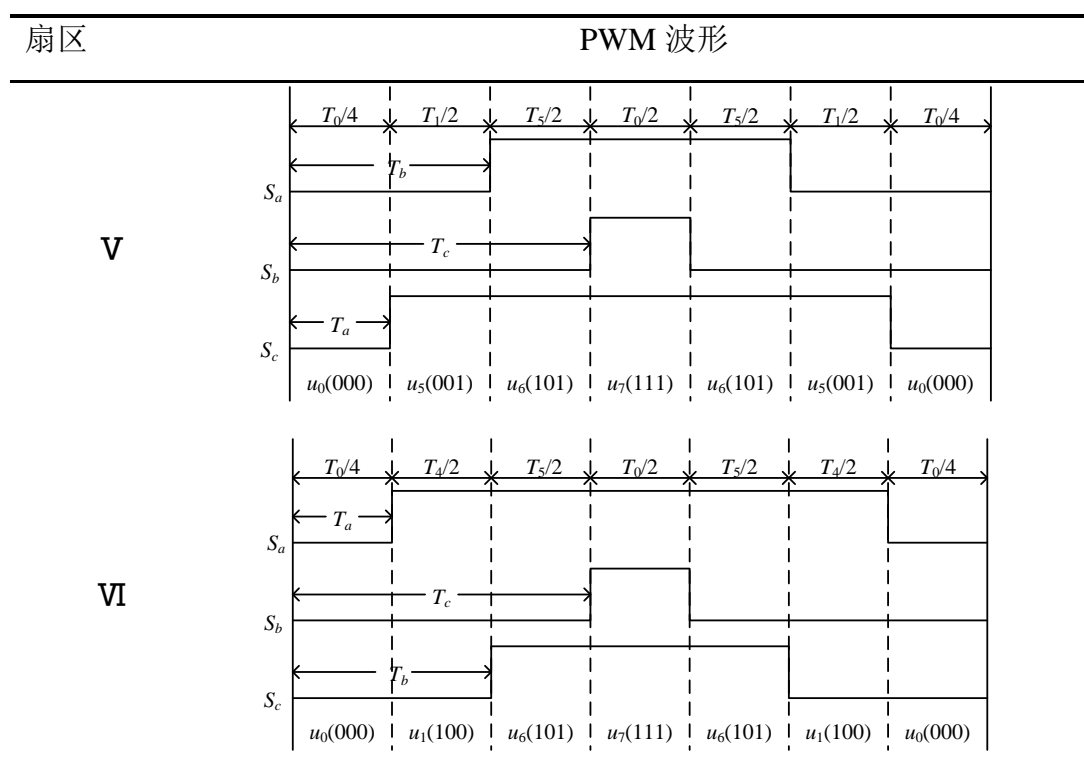 扇区 PWM 波形
T0/4 T1/2 T5/2 T0/2 T5/2 T1/2 T0/4
Tb
Sa
Tc
Sb
Ta
Sc
u0(000) u5(001) u6(101) u7(111) u6(101) u5(001) u0(000)
Ⅴ
T0/4 T4/2 T5/2 T0/2 T5/2 T4/2 T0/4
Ta
Sa
Tc
Sb
Tb
Sc
u0(000) u1(100) u6(101) u7(111) u6(101) u1(100) u0(000)
Ⅵ